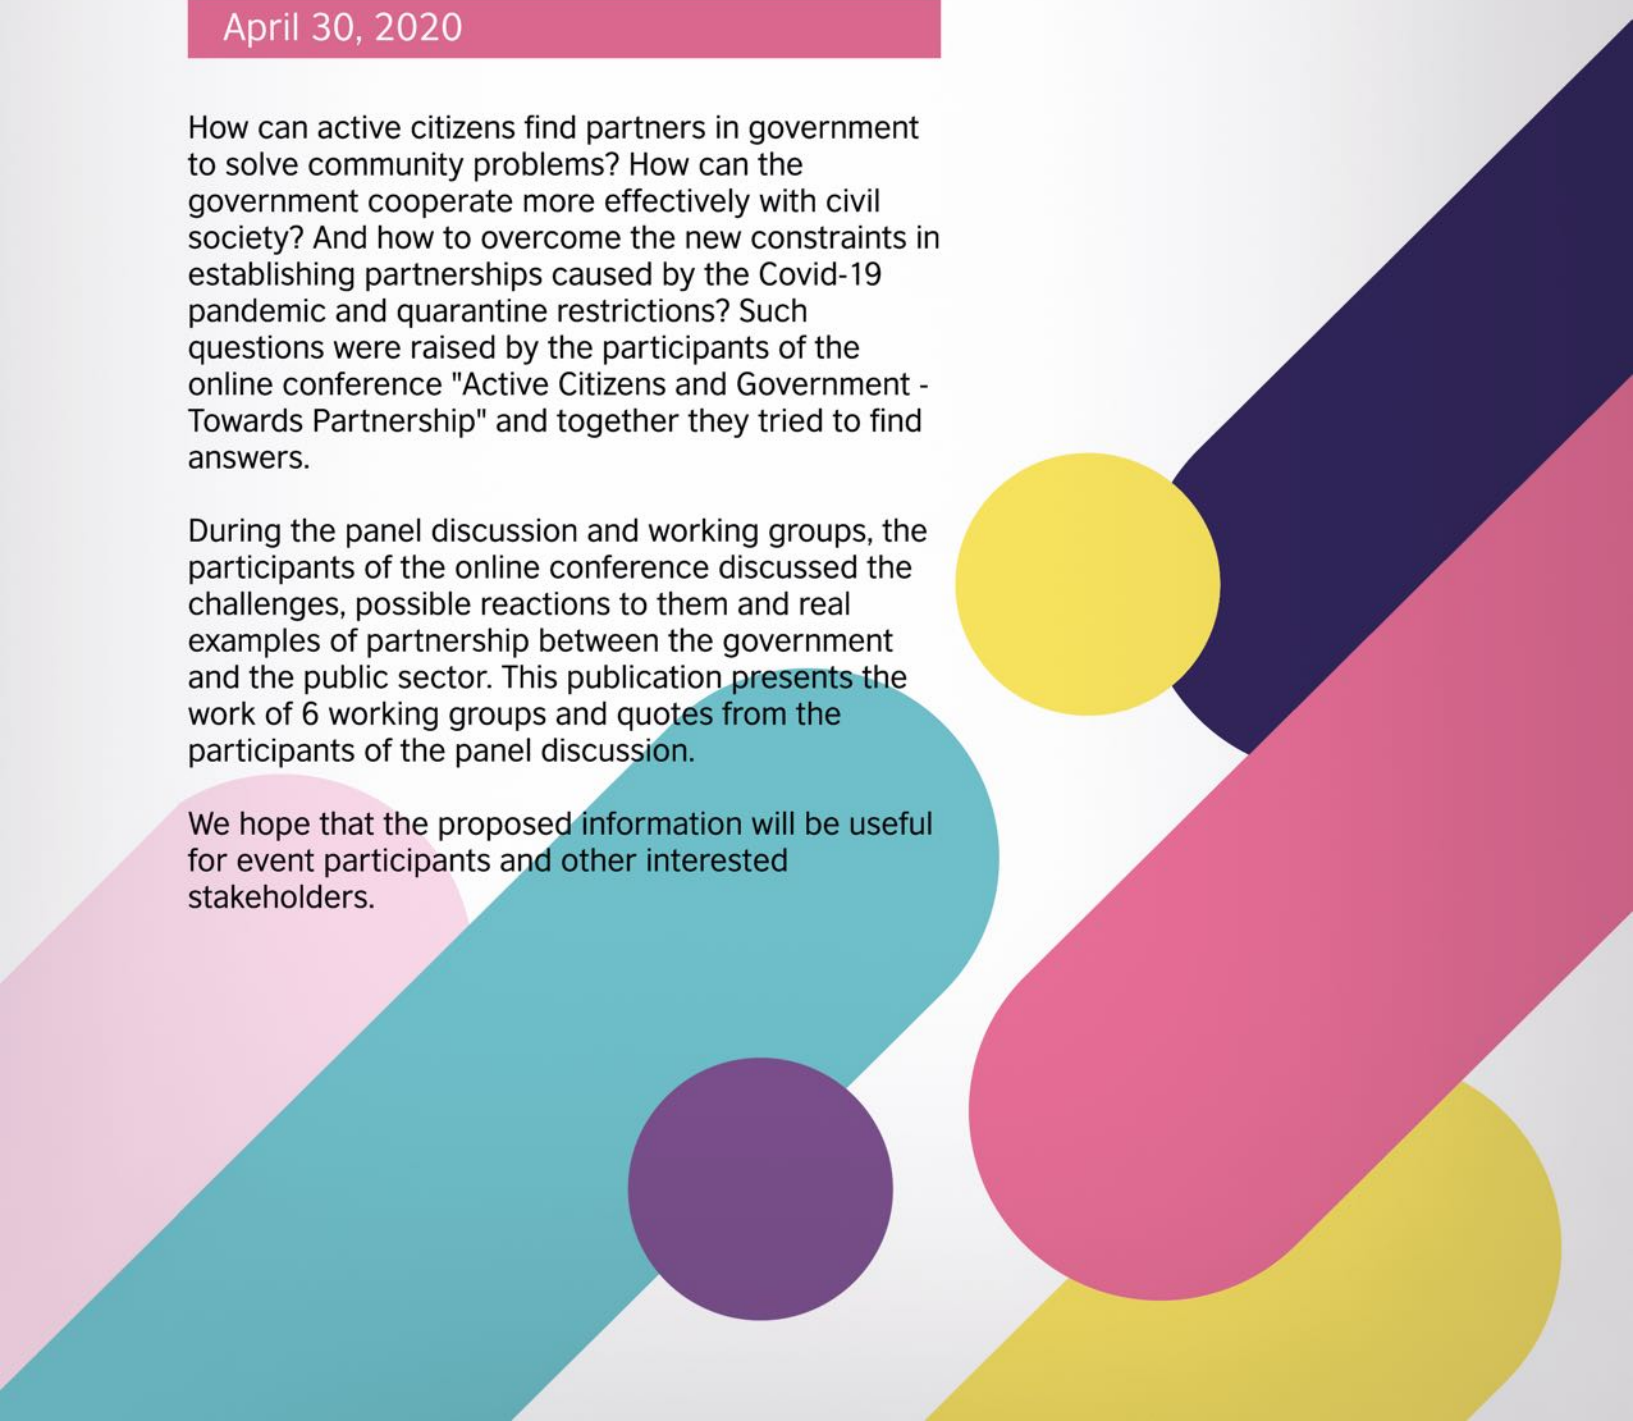 April 30, 2020
How can active citizens find partners in government
to solve community problems? How can the
government cooperate more effectively with civil
society? And how to overcome the new constraints in
establishing partnerships caused by the Covid-19
pandemic and quarantine restrictions? Such
questions were raised by the participants of the
online conference "Active Citizens and Government -
Towards Partnership" and together they tried to find
answers.
During the panel discussion and working groups, the
participants of the online conference discussed the
challenges, possible reactions to them and real
examples of partnership between the government
and the public sector. This publication presents the
work of 6 working groups and quotes from the
participants of the panel discussion.
We hope that the proposed information will be useful
for event participants and other interested
stakeholders.